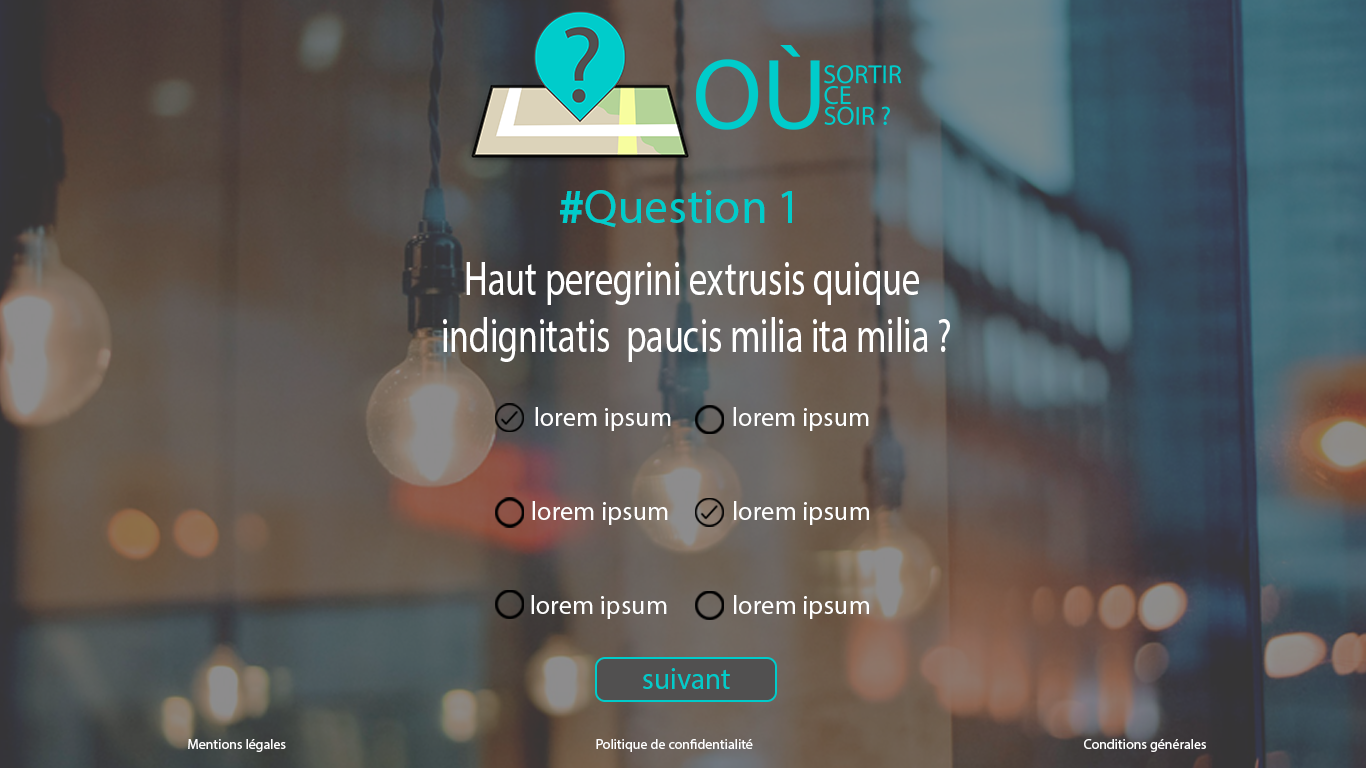 ?
OÙ
SORTIR
CE
SOIR ?
#Question 1
Haut peregrini extrusis quique
indignitatis paucis milia ita milia ?
lorem ipsum
lorem ipsum
lorem ipsum
lorem ipsum
lorem ipsum
lorem ipsum
suivant
Mentions légales
Politique de confidentialité
Conditions générales